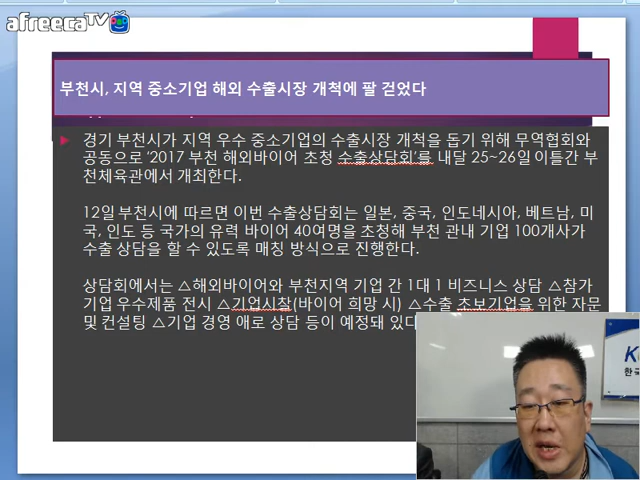 afreecaTV
부천시, 지역 중소기업 해외 수출시장 개척에 팔 걷었다
경기 부천시가 지역 우수 중소기업의 수출시장 개척을 돕기 위해 무역협회와
공동으로 ‘2017 부천 해외바이어 초청 수출상담회’를 내달 25~26일 이틀간 부
천체육관에서 개최한다.
12일 부천시에 따르면 이번 수출상담회는 일본, 중국, 인도네시아, 베트남, 미
국, 인도 등 국가의 유력 바이어 40여명을 초청해 부천 관내 기업 100개사가
수출 상담을 할 수 있도록 매칭 방식으로 진행한다.
상담회에서는 △해외바이어와 부천지역 기업 간 1대 1 비즈니스 상담 △참가
기업 우수제품 전시 △기업시찰(바이어 희망 시) △수출 초보기업을 위한 자문
및 컨설팅 △기업 경영 애로 상담 등이 예정돼 있다
K
한국